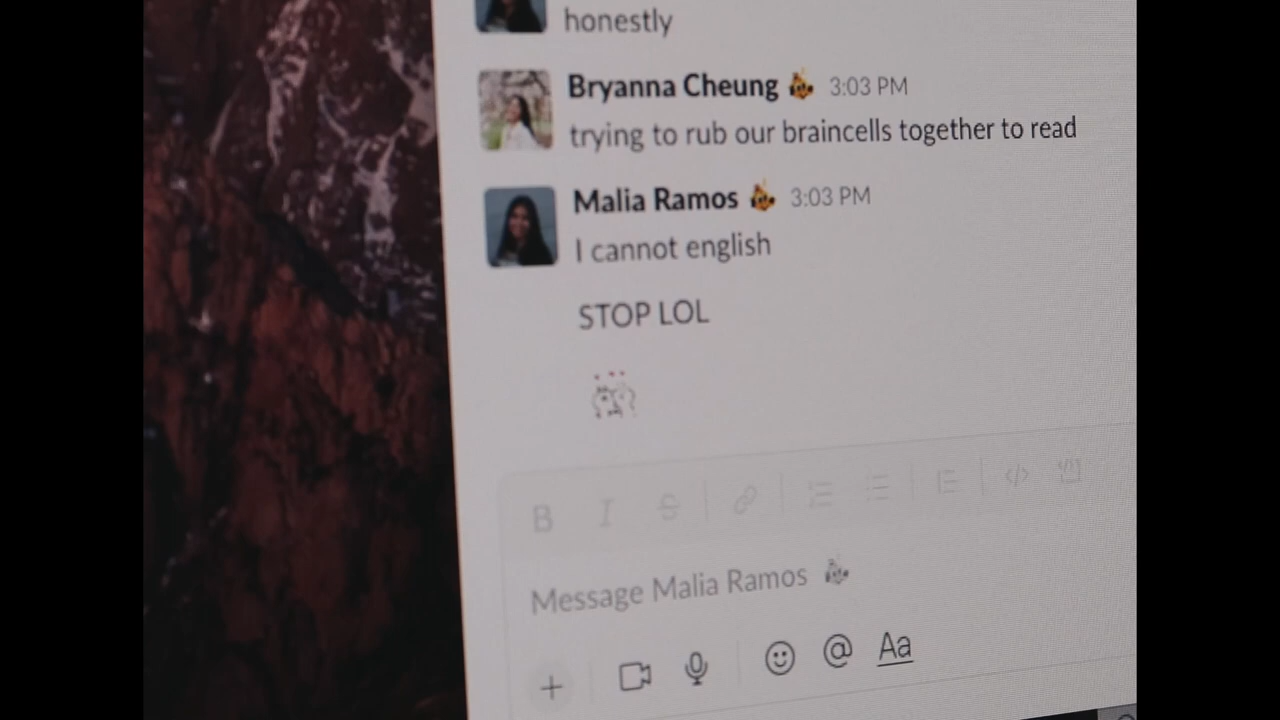 honestly
Bryanna Cheung 3:03 PM
trying to rub our braincells together to read
Malia Ramos 3:03 PM
I cannot english
STOP LOL
B I S
Message Malia Ramos
@ Aa